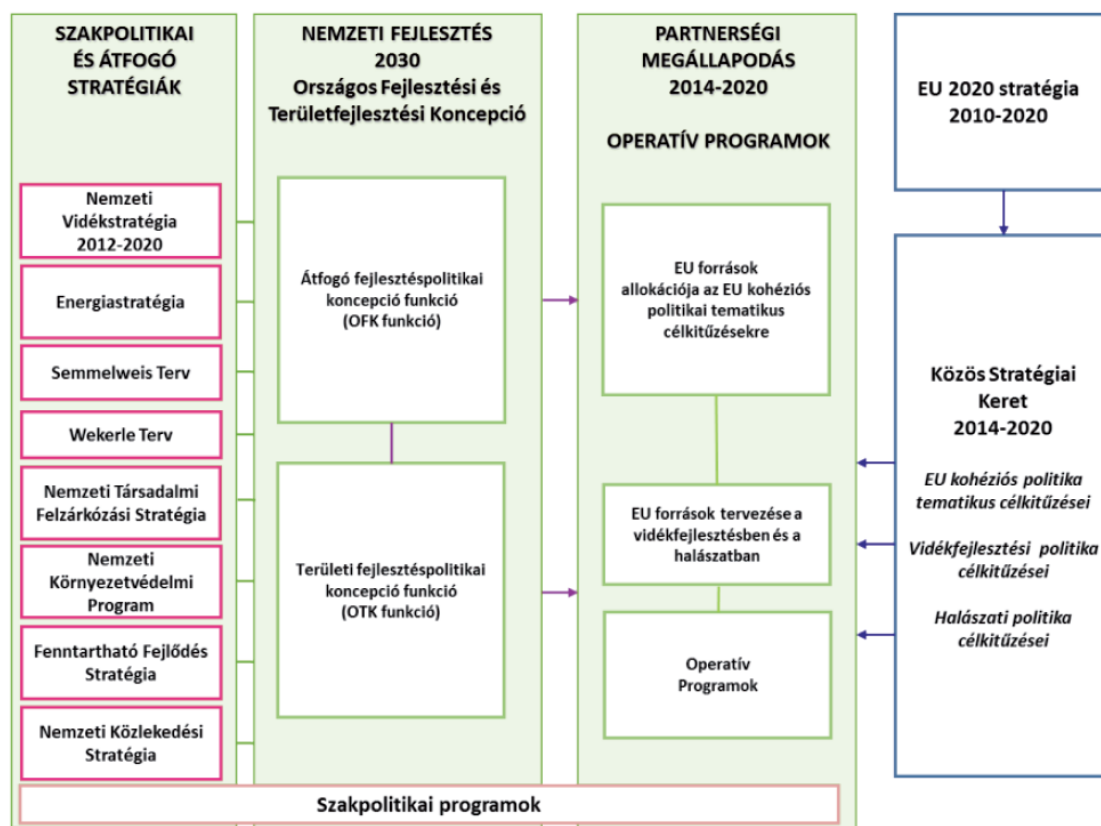 SZAKPOLITIKAI
ÉS ÁTFOGÓ
STRATÉGIÁK
Nemzeti
Vidékstratégia
2012-2020
Energiastratégia
Semmelweis Terv
Wekerle Terv
Nemzeti Társadalmi
Felzárkózási Stratégia
Nemzeti
Környezetvédelmi
Program
Fenntartható Fejlődés
Stratégia
Nemzeti Közlekedési
Stratégia
NEMZETI FEJLESZTÉS
2030
Országos Fejlesztési és
Területfejlesztési Koncepció
Átfogó fejlesztéspolitikai
koncepció funkció
(OFK funkció)
Területi fejlesztéspolitikai
koncepció funkció
(OTK funkció)
PARTNERSÉGI
MEGÁLLAPODÁS
2014-2020
OPERATÍV PROGRAMOK
EU források
allokációja az EU kohéziós
politikai tematikus
célkitűzésekre
EU források tervezése a
vidékfejlesztésben és a
halászatban
Operatív
Programok
EU 2020 stratégia
2010-2020
Közös Stratégiai
Keret
2014-2020
EU kohéziós politika
tematikus célkitűzései
Vidékfejlesztési politika
célkitűzései
Halászati politika
célkitűzései
Szakpolitikai programok